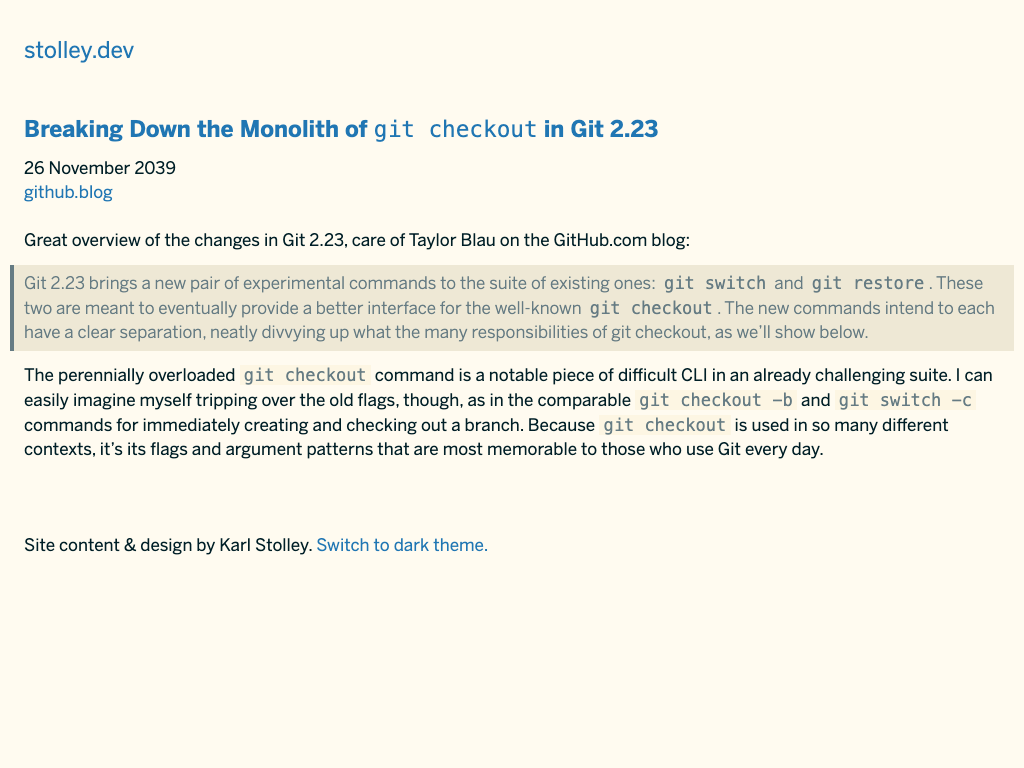 stolley.dev
Breaking Down the Monolith of git checkout in Git 2.23
26 November 2039
github.blog
Great overview of the changes in Git 2.23, care of Taylor Blau on the GitHub.com blog:
Git 2.23 brings a new pair of experimental commands to the suite of existing ones: git switch and git restore. These
two are meant to eventually provide a better interface for the well-known git checkout. The new commands intend to each
have a clear separation, neatly divvying up what the many responsibilities of git checkout, as we’ll show below.
The perennially overloaded git checkout command is a notable piece of difficult CLI in an already challenging suite. I can
easily imagine myself tripping over the old flags, though, as in the comparable git checkout -b and git switch -c
commands for immediately creating and checking out a branch. Because git checkout is used in so many different
contexts, it’s its flags and argument patterns that are most memorable to those who use Git every day.
Site content & design by Karl Stolley. Switch to dark theme.